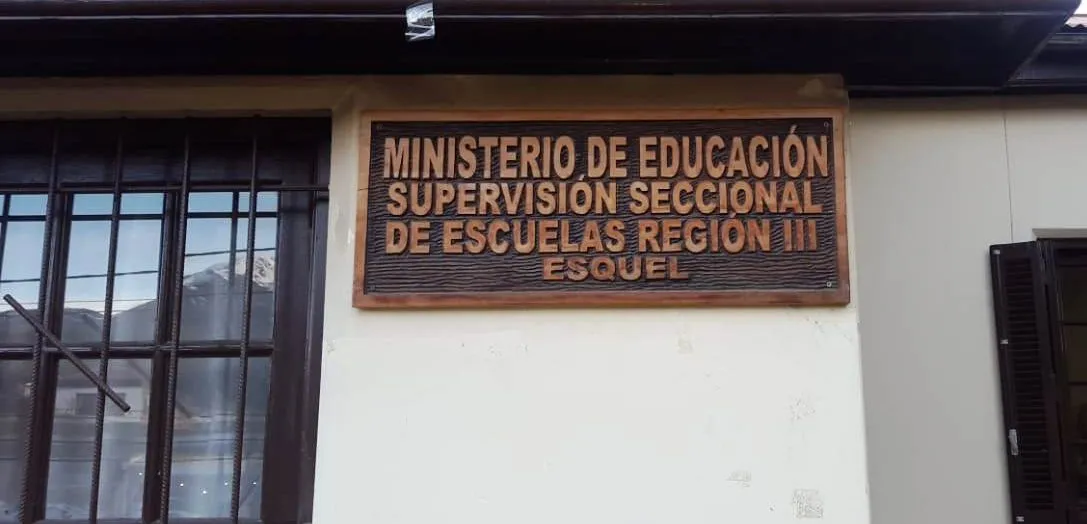 MINISTERIO DE EDUCACIÓN
SUPERVISIÓN SECCIONAL
DE ESCUELAS REGIÓN III
ESQUEL